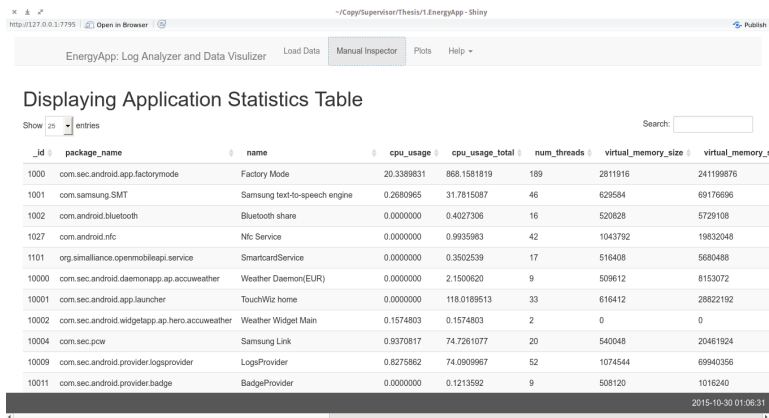 ~/Copy/Supervisor/Thesis/1.EnergyApp - Shiny
http://127.0.0.1:7795 Open in Browser Publish
EnergyApp: Log Analyzer and Data Visulizer Load Data Manual Inspector Plots Help
Displaying Application Statistics Table
Show 25 entries Search:
_id package_name name cpu_usage cpu_usage_total num_threads virtual_memory_size virtual_memory_s
1000 com.sec.android.app.factorymode Factory Mode 20.3389831 868.1581819 189 2811916 241199876
1001 com.samsung.SMT Samsung text-to-speech engine 0.2680965 31.7815087 46 629584 69176696
1002 com.android.bluetooth Bluetooth share 0.0000000 0.4027306 16 520828 5729108
1027 com.android.nfc Nfc Service 0.0000000 0.9935983 42 1043792 19832048
1101 org.simalliance.openmobileapi.service SmartcardService 0.0000000 0.3502539 17 516408 5680488
10000 com.sec.android.daemonapp.ap.accuweather Weather Daemon(EUR) 0.0000000 2.1500620 9 509612 8153072
10001 com.sec.android.app.launcher TouchWiz home 0.0000000 118.0189513 33 616412 28822192
10002 com.sec.android.widgetapp.ap.hero.accuweather Weather Widget Main 0.1574803 0.1574803 2 0 0
10004 com.sec.pcw Samsung Link 0.9370817 74.7261077 20 540048 20461924
10009 com.sec.android.provider.logsprovider LogsProvider 0.8275862 74.0909967 52 1074544 69940356
10011 com.sec.android.provider.badge BadgeProvider 0.0000000 0.1213592 9 508120 1016240
2015-10-30 01:06:31